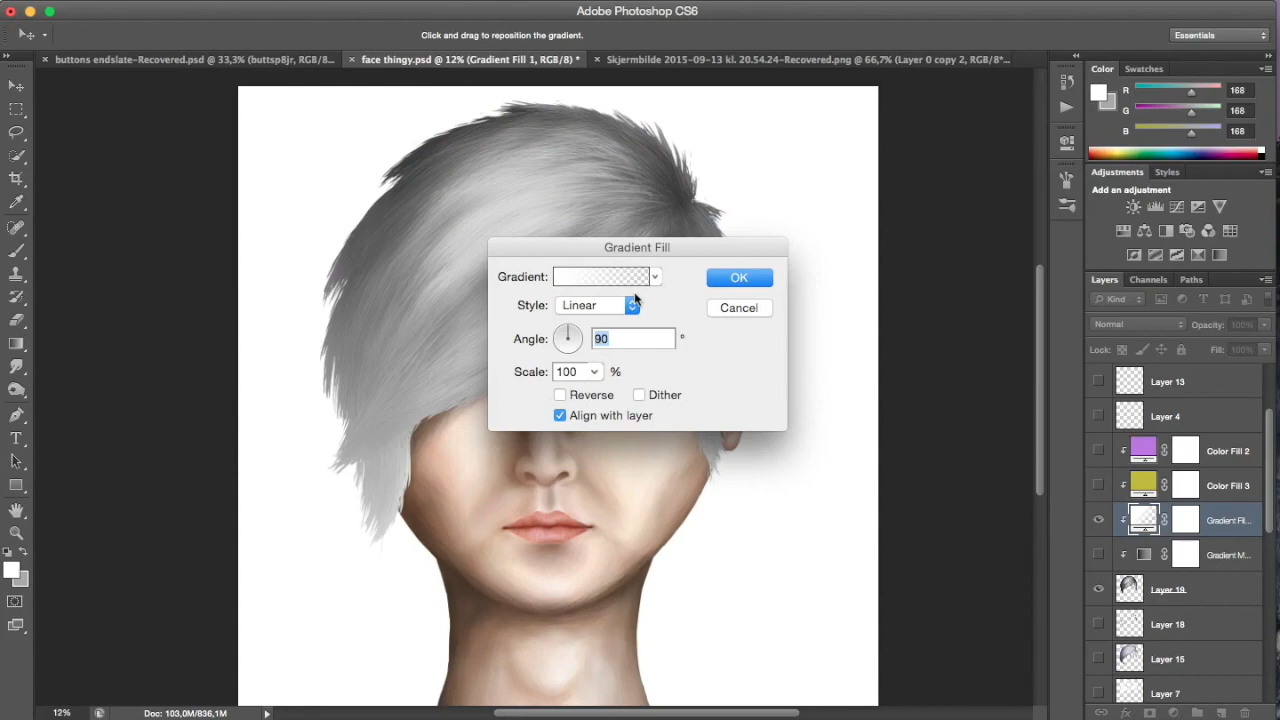 Adobe Photoshop CS6
Click and drag to reposition the gradient.
Essentials
buttons endslate-Recovered.psd @ 33,3% (buttsp8jr, RGB/8...
face thingy.psd @ 12% (Gradient Fill 1, RGB/8) *
Skjermbilde 2015-09-13 kl. 20.54.24-Recovered.png @ 66,7% (Layer 0 copy 2, RGB/8*...
Color Swatches
R 168
G 168
B 168
Adjustments Styles
Add an adjustment
Layers Channels Paths
Kind
Normal Opacity: 100%
Lock: Fill: 100%
Layer 13
Layer 4
Color Fill 2
Color Fill 3
Gradient Fil...
Gradient M...
Layer 19
Layer 18
Layer 15
Layer 7
Gradient Fill
Gradient:
OK
Style: Linear
Cancel
Angle: 90 °
Scale: 100 %
Reverse Dither
Align with layer
12% Doc: 103,0M/836,1M